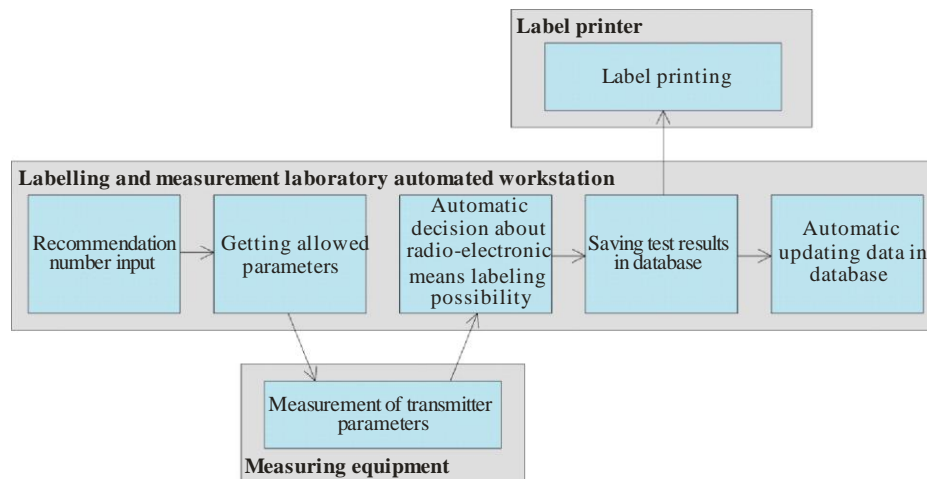 Label printer
Label printing
Labelling and measurement laboratory automated workstation
Recommendation
number input
Getting allowed
parameters
Automatic
decision about
radio-electronic
means labeling
possibility
Saving test results
in database
Automatic
updating data in
database
Measurement of transmitter
parameters
Measuring equipment